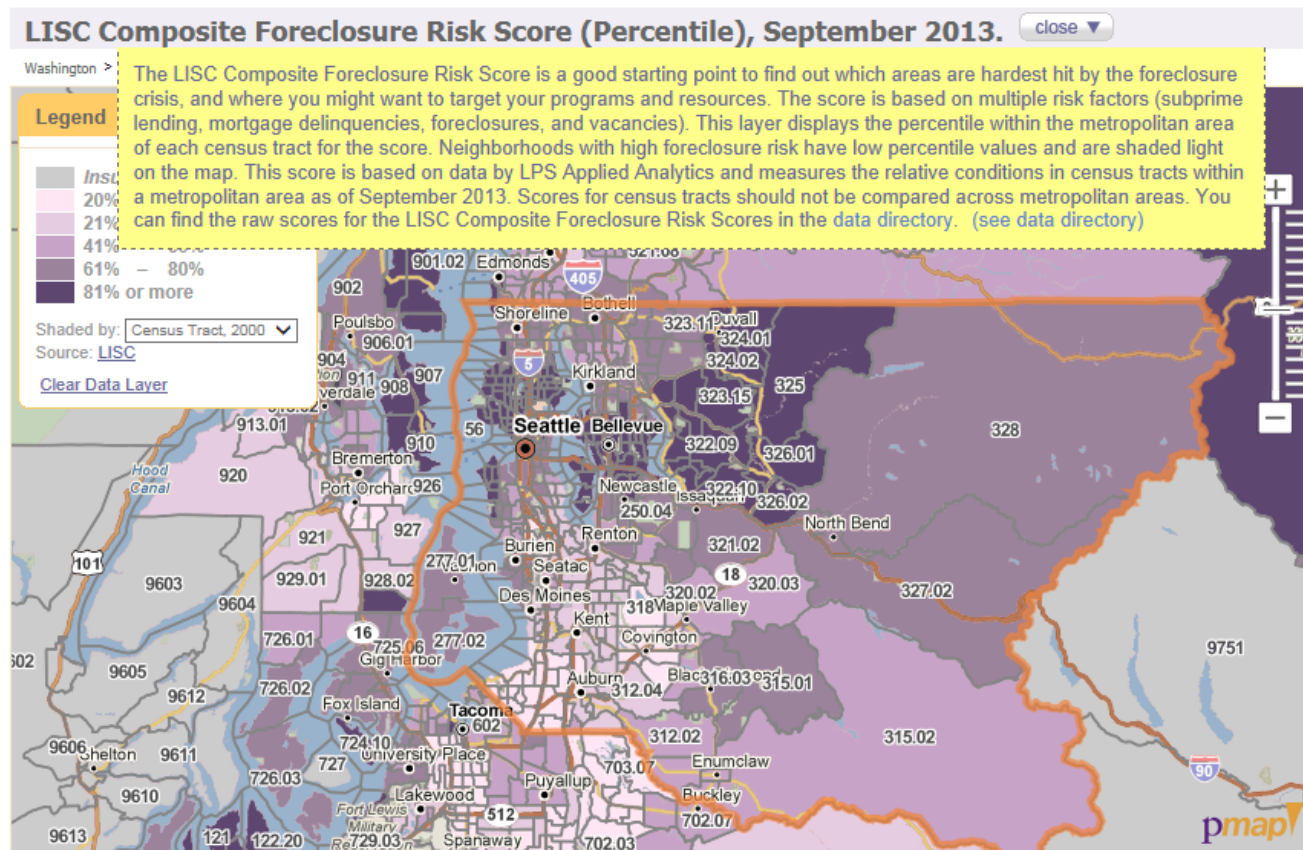 LISC Composite Foreclosure Risk Score (Percentile), September 2013.
close ▼
Washington >
The LISC Composite Foreclosure Risk Score is a good starting point to find out which areas are hardest hit by the foreclosure
crisis, and where you might want to target your programs and resources. The score is based on multiple risk factors (subprime
lending, mortgage delinquencies, foreclosures, and vacancies). This layer displays the percentile within the metropolitan area
of each census tract for the score. Neighborhoods with high foreclosure risk have low percentile values and are shaded light
on the map. This score is based on data by LPS Applied Analytics and measures the relative conditions in census tracts within
a metropolitan area as of September 2013. Scores for census tracts should not be compared across metropolitan areas. You
can find the raw scores for the LISC Composite Foreclosure Risk Scores in the data directory. (see data directory)
Legend
20%
21%
41%
61% – 80%
81% or more
Shaded by: Census Tract, 2000
Source: LISC
Clear Data Layer
901.02
Edmonds
405
902
Shoreline
Bothell
Poulsbo
323.11
324.01
906.01
5
324.02
904
Kirkland
911
908
907
323.15
325
913.01
56
Seattle
Bellevue
328
910
322.09
326.01
Bremerton
Hood
Canal
920
Port Orchard
926
Newcastle
322.10
326.02
250.04
North Bend
921
927
Renton
101
Burien
321.02
277.01
9603
929.01
928.02
Seatac
18
320.03
320.02
327.02
Des Moines
318
Maple Valley
9604
16
Kent
726.01
725.06
277.02
Covington
Gig Harbor
9751
9605
726.02
Auburn
316.03
315.01
312.04
9612
Fox Island
Tacoma
602
312.02
315.02
9606
Shelton
9611
724.10
University Place
727
703.07
Enumclaw
726.03
Puyallup
90
9610
Lakewood
Buckley
Fort Lewis
512
702.07
Military
9613
121
122.20
729.03
Spanaway
702.03
pmap